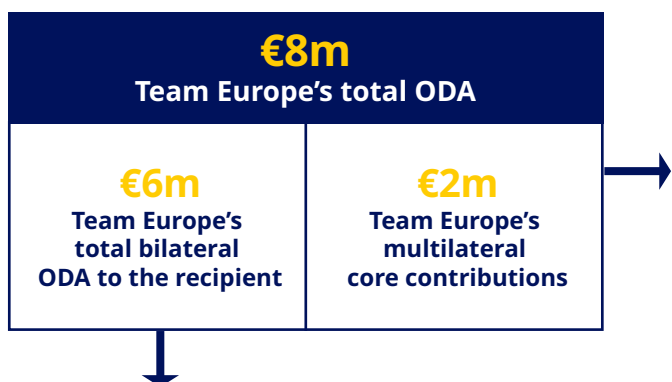 €8m
Team Europe’s total ODA
€6m
Team Europe’s
total bilateral
ODA to the recipient
€2m
Team Europe’s
multilateral
core contributions